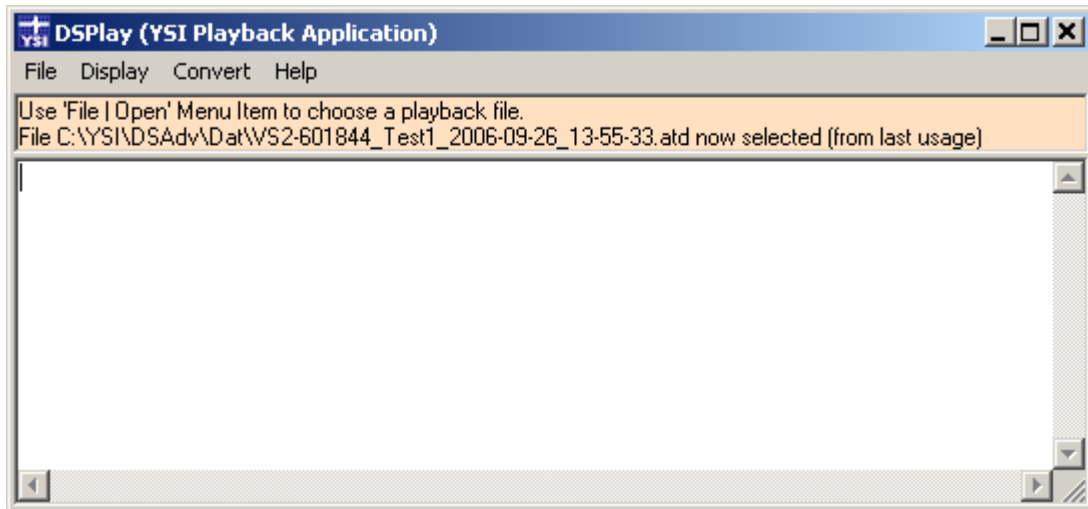 YSI DSPlay (YSI Playback Application)
File Display Convert Help
Use 'File | Open' Menu Item to choose a playback file.
File C:\YSI\DSAdv\Dat\VS2-601844_Test1_2006-09-26_13-55-33.atd now selected (from last usage)